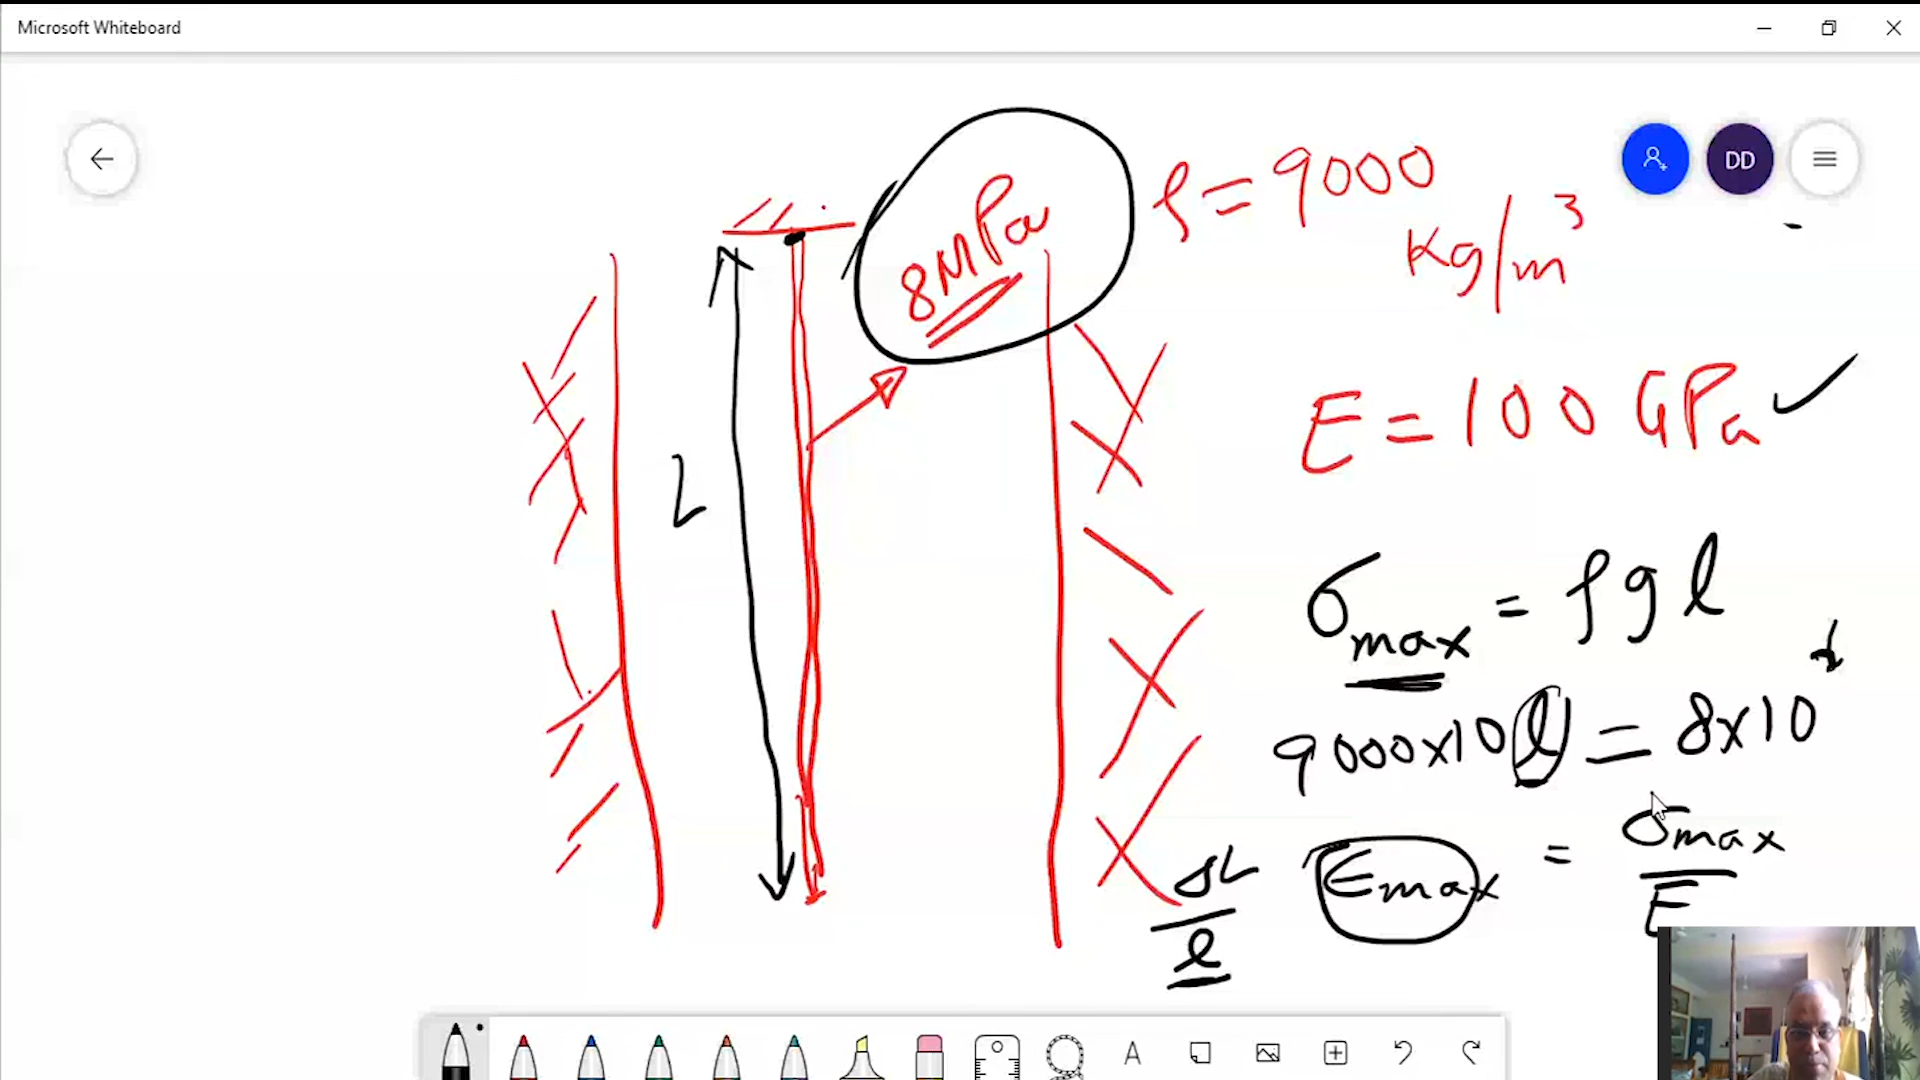 Microsoft Whiteboard
DD
8MPa
ρ = 9000
Kg/m³
E = 100 GPa ✓
L
σmax = ρgl
9000×10 l = 8×10
εmax = σmax/E
ΔL/l
A